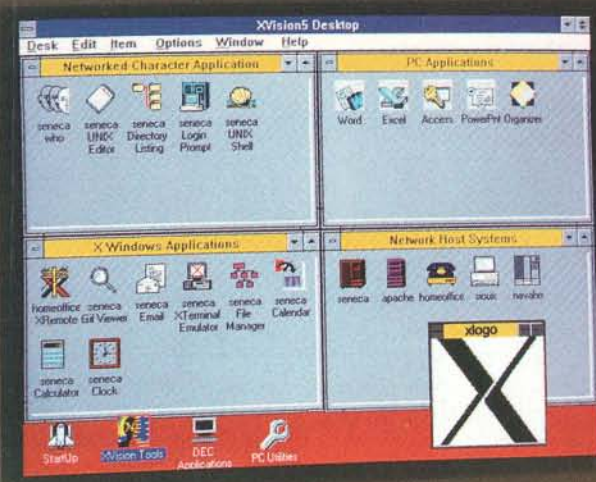 XVision5 Desktop
Desk Edit Item Options Window Help
Networked Character Application
seneca who
seneca UNIX Editor
seneca Directory Listing
seneca Login Prompt
seneca UNIX Shell
PC Applications
Word
Excel
Access
PowerPnt
Organizer
X Windows Applications
homeoffice XRemote
seneca Gif Viewer
seneca Email
seneca XTerminal Emulator
seneca File Manager
seneca Calendar
seneca Calculator
seneca Clock
Network Host Systems
seneca
apache
homeoffice
sioux
navaho
xlogo
StartUp
XVision Tools
DEC Applications
PC Utilities